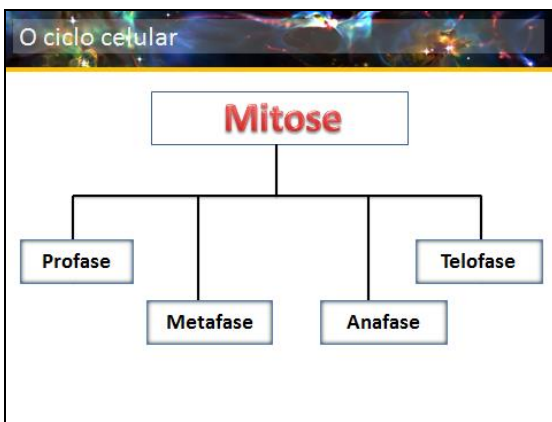 O ciclo celular
Mitose
Profase
Telofase
Metafase
Anafase